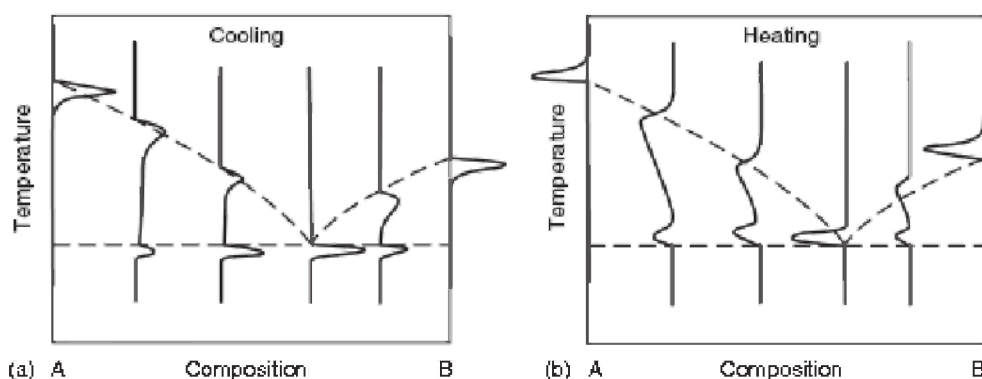 Cooling
Heating
Temperature
Temperature
(a) A Composition B
(b) A Composition B